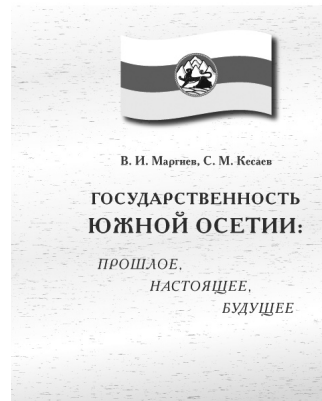 В. И. Маргиев, С. М. Кесаев
ГОСУДАРСТВЕННОСТЬ
ЮЖНОЙ ОСЕТИИ:
ПРОШЛОЕ,
НАСТОЯЩЕЕ,
БУДУЩЕЕ